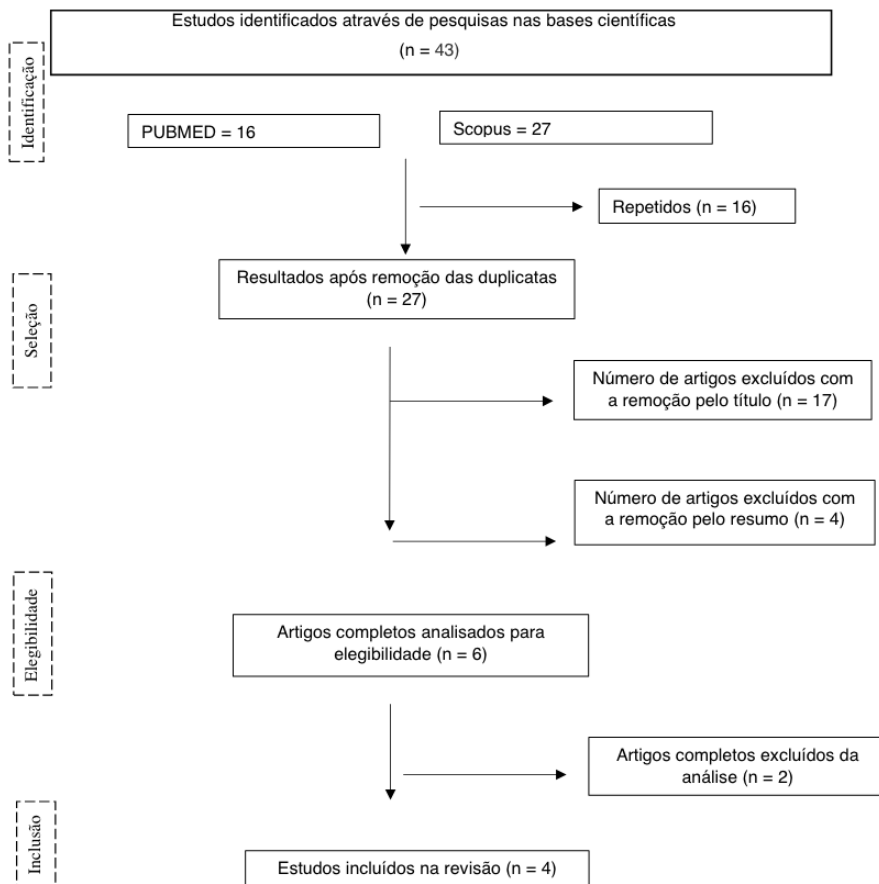 Estudos identificados através de pesquisas nas bases científicas
(n = 43)
Identificação
PUBMED = 16
Scopus = 27
Repetidos (n = 16)
Resultados após remoção das duplicatas
(n = 27)
Seleção
Número de artigos excluídos com
a remoção pelo título (n = 17)
Número de artigos excluídos com
a remoção pelo resumo (n = 4)
Elegibilidade
Artigos completos analisados para
elegibilidade (n = 6)
Artigos completos excluídos da
análise (n = 2)
Inclusão
Estudos incluídos na revisão (n = 4)